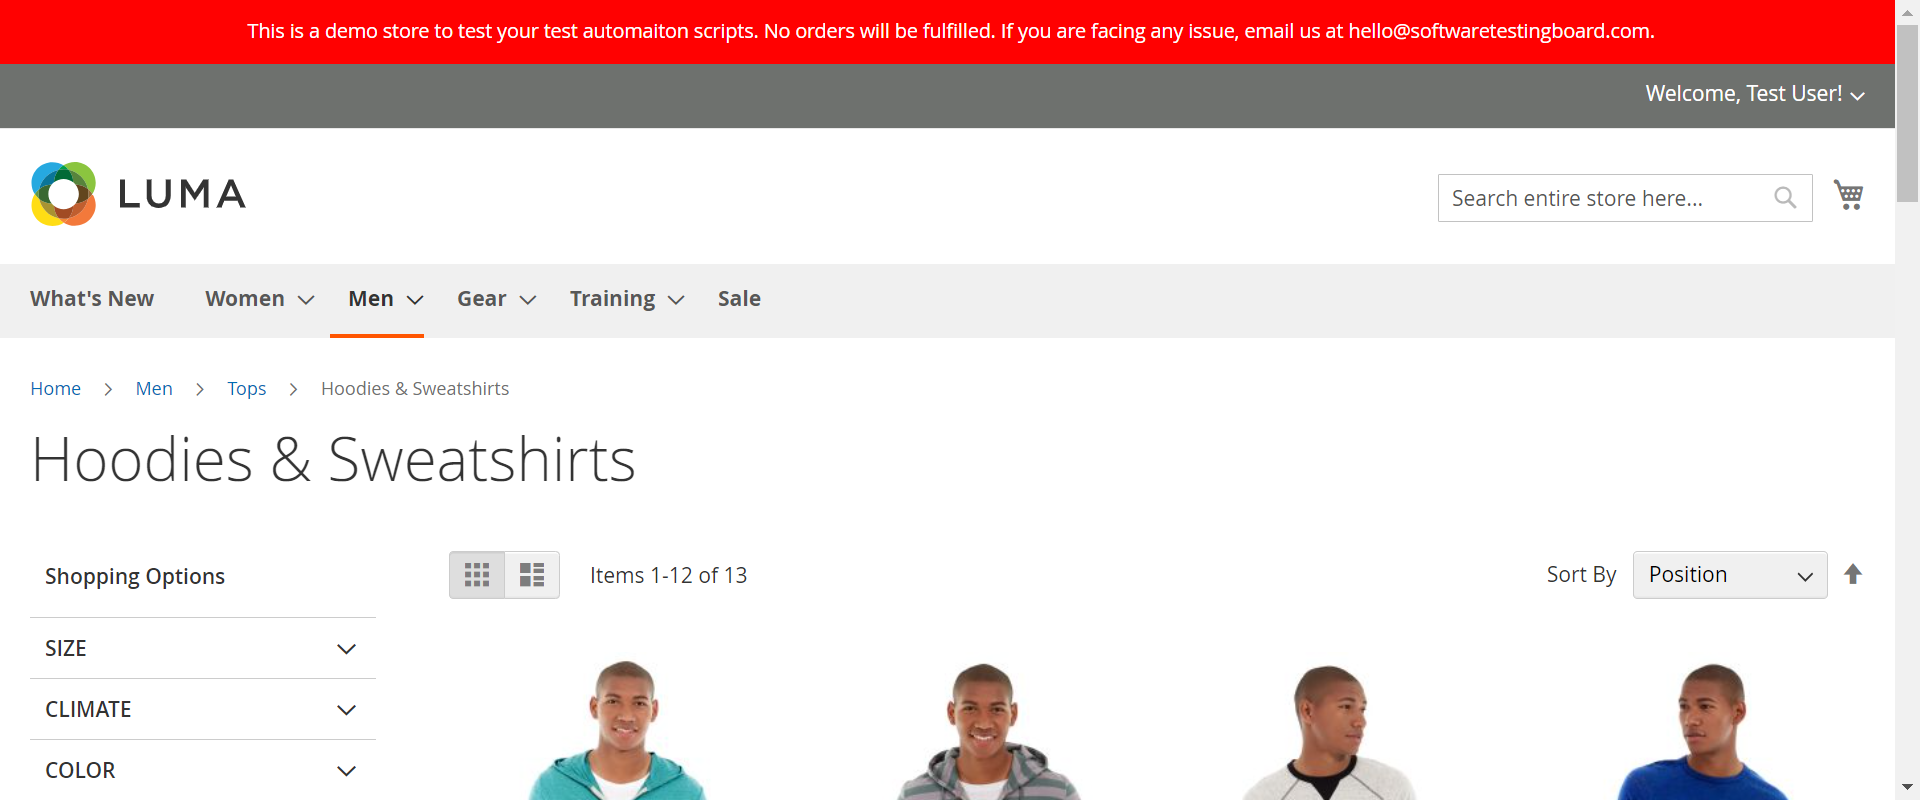 This is a demo store to test your test automaiton scripts. No orders will be fulfilled. If you are facing any issue, email us at hello@softwaretestingboard.com.
Welcome, Test User!
LUMA
Search entire store here...
What's New Women Men Gear Training Sale
Home > Men > Tops > Hoodies & Sweatshirts
Hoodies & Sweatshirts
Shopping Options
Items 1-12 of 13
Sort By Position
SIZE
CLIMATE
COLOR